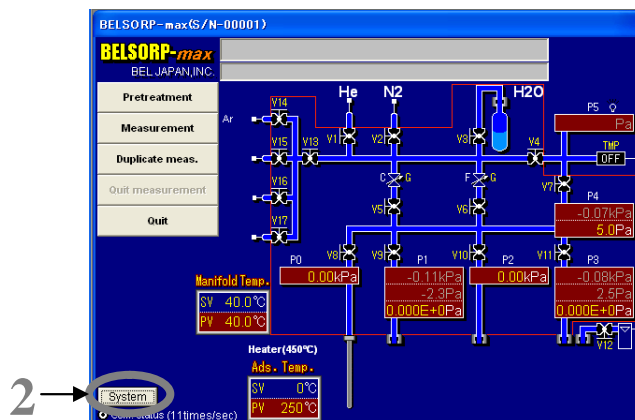 BELSORP-max(S/N-00001)
BELSORP-max
BEL JAPAN,INC.
Pretreatment
Measurement
Duplicate meas.
Quit measurement
Quit
He N2 H2O
Ar
V14
V15 V13
V16
V17
V1 V2 V3 V4
P5
Pa
TMP
OFF
C G F G
V7
V5 V6
P4
-0.07kPa
5.0Pa
V8 V9 V10 V11
P0
0.00kPa
P1
-0.11kPa
-2.3Pa
0.000E+0Pa
P2
0.00kPa
P3
-0.08kPa
2.5Pa
0.000E+0Pa
V12
Manifold Temp.
SV 40.0℃
PV 40.0℃
Heater(450℃)
Ads. Temp.
SV 0℃
PV 250℃
2
System
status (11times/sec)